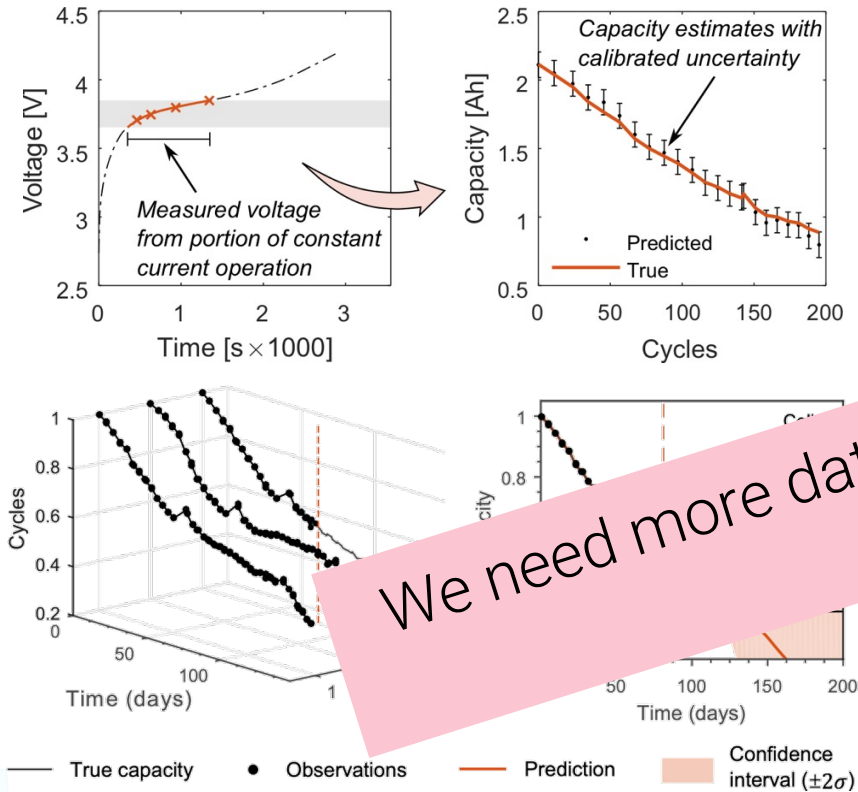 4.5
4
3.5
3
2.5
Voltage [V]
0
1
2
3
Time [s×1000]
Measured voltage
from portion of constant
current operation
2.5
2
1.5
1
0.5
Capacity [Ah]
Capacity estimates with
calibrated uncertainty
Predicted
True
0
50
100
150
200
Cycles
1
0.8
0.6
0.4
0.2
Cycles
0
50
100
Time (days)
1
1
0.8
50
100
150
200
Time (days)
We need more dat
True capacity
Observations
Prediction
Confidence
interval (±2σ)